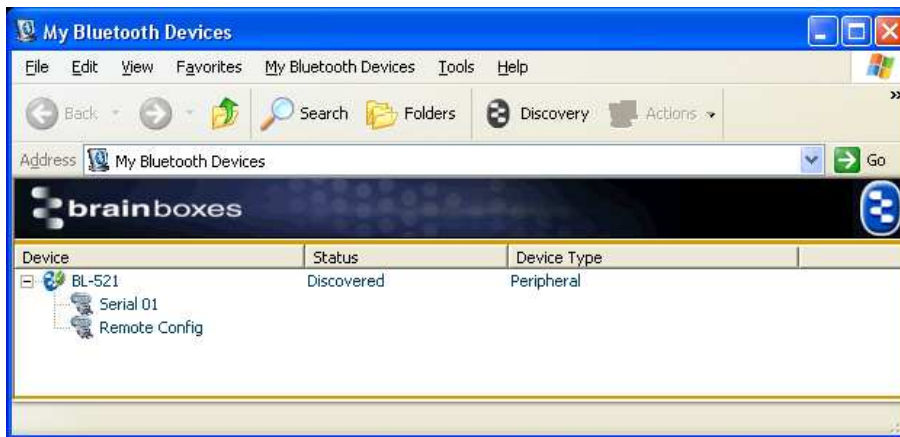 My Bluetooth Devices
File Edit View Favorites My Bluetooth Devices Tools Help
Back Search Folders Discovery Actions »
Address My Bluetooth Devices Go
brainboxes
Device Status Device Type
BL-521 Discovered Peripheral
Serial 01
Remote Config